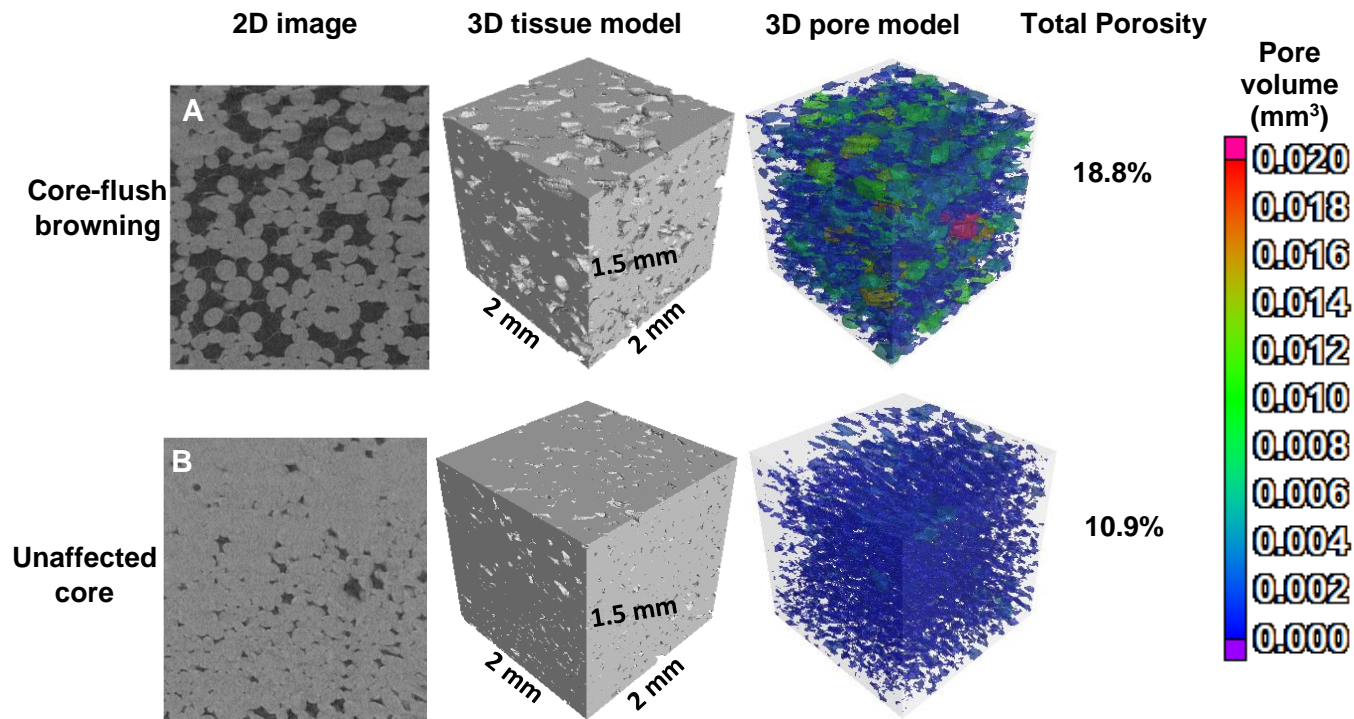 2D image
3D tissue model
3D pore model
Total Porosity
Pore
volume
(mm³)
A
Core-flush
browning
1.5 mm
2 mm
2 mm
18.8%
0.020
0.018
0.016
0.014
0.012
0.010
0.008
0.006
0.004
0.002
0.000
B
Unaffected
core
1.5 mm
2 mm
2 mm
10.9%